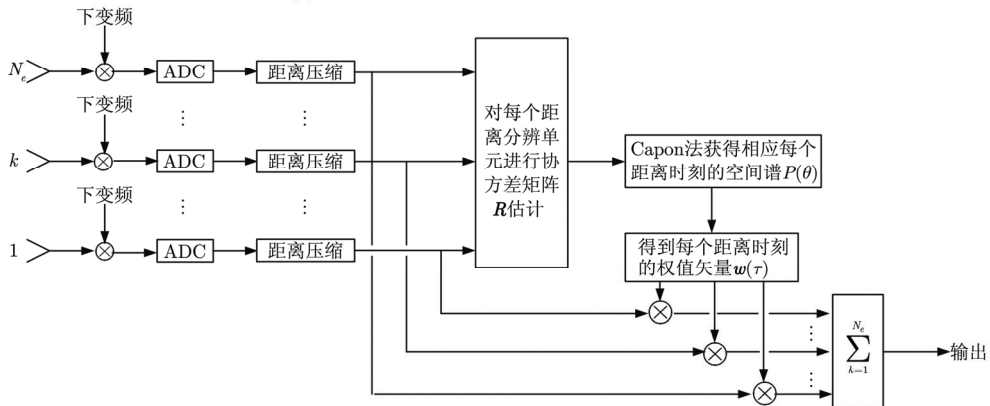 下变频
N_e
ADC
距离压缩
⋮
⋮
下变频
k
ADC
距离压缩
⋮
⋮
下变频
1
ADC
距离压缩
对每个距
离分辨单
元进行协
方差矩阵
R估计
Capon法获得相应每个
距离时刻的空间谱P(θ)
得到每个距离时刻
的权值矢量w(τ)
⋮
⋮
N_e
∑
k=1
输出